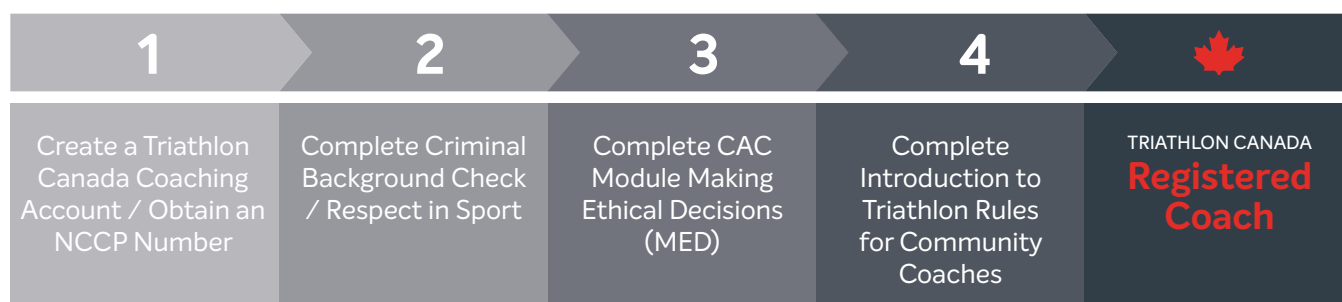 1
2
3
4
Create a Triathlon
Canada Coaching
Account / Obtain an
NCCP Number
Complete Criminal
Background Check
/ Respect in Sport
Complete CAC
Module Making
Ethical Decisions
(MED)
Complete
Introduction to
Triathlon Rules
for Community
Coaches
TRIATHLON CANADA
Registered
Coach